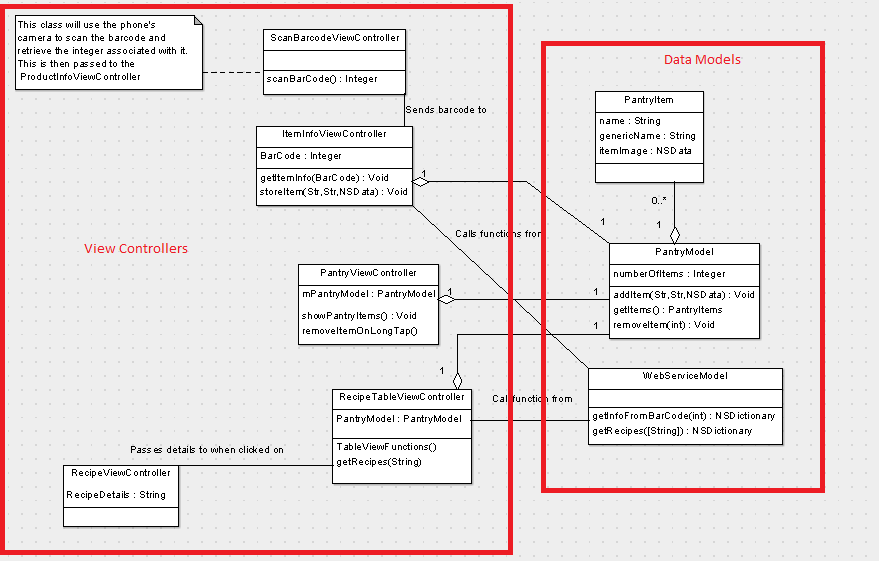 This class will use the phone's
camera to scan the barcode and
retrieve the integer associated with it.
This is then passed to the
ProductInfoViewController
ScanBarcodeViewController
scanBarCode() : Integer
Sends barcode to
ItemInfoViewController
BarCode : Integer
getItemInfo(BarCode) : Void
storeItem(Str,Str,NSData) : Void
1
1
Calls functions from
View Controllers
PantryViewController
mPantryModel : PantryModel
showPantryItems() : Void
removeItemOnLongTap()
1
1
1
1
RecipeTableViewController
PantryModel : PantryModel
TableViewFunctions()
getRecipes(String)
Call function from
Passes details to when clicked on
RecipeViewController
RecipeDetails : String
Data Models
PantryItem
name : String
genericName : String
itemImage : NSData
0..*
1
PantryModel
numberOfItems : Integer
addItem(Str,Str,NSData) : Void
getItems() : PantryItems
removeItem(int) : Void
WebServiceModel
getInfoFromBarCode(int) : NSDictionary
getRecipes([String]) : NSDictionary